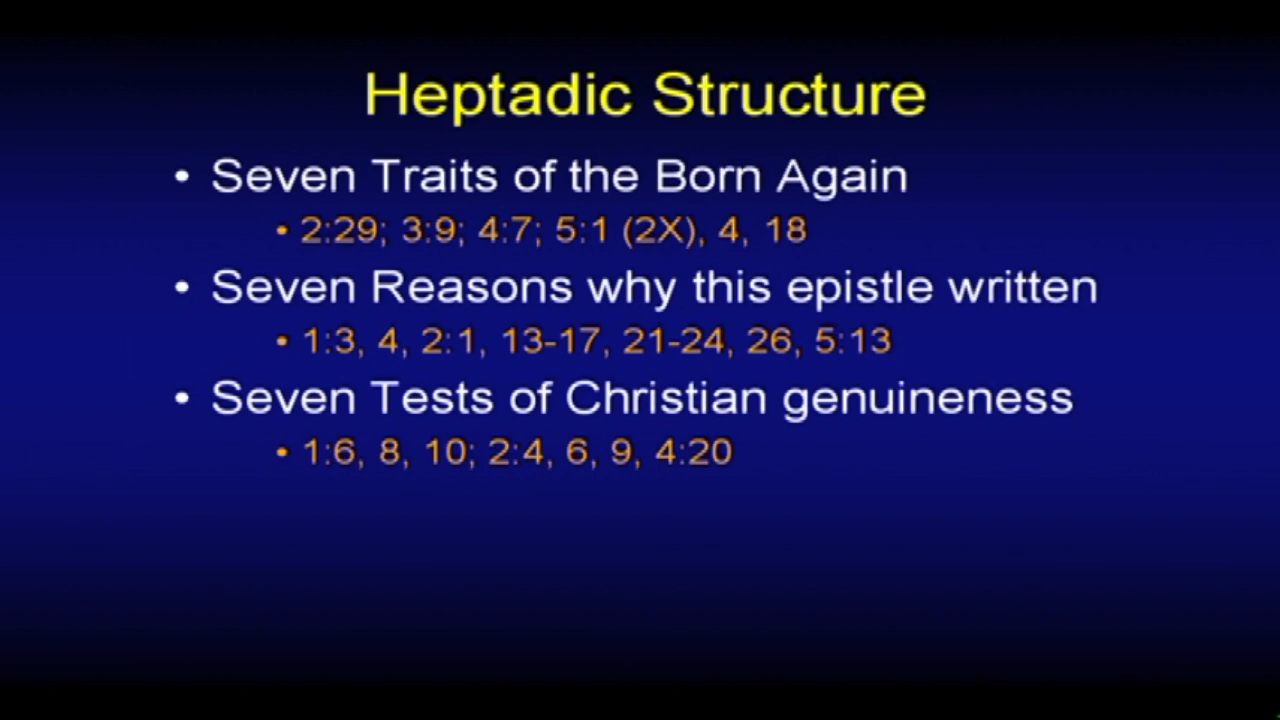 Heptadic Structure
• Seven Traits of the Born Again
• 2:29; 3:9; 4:7; 5:1 (2X), 4, 18
• Seven Reasons why this epistle written
• 1:3, 4, 2:1, 13-17, 21-24, 26, 5:13
• Seven Tests of Christian genuineness
• 1:6, 8, 10; 2:4, 6, 9, 4:20